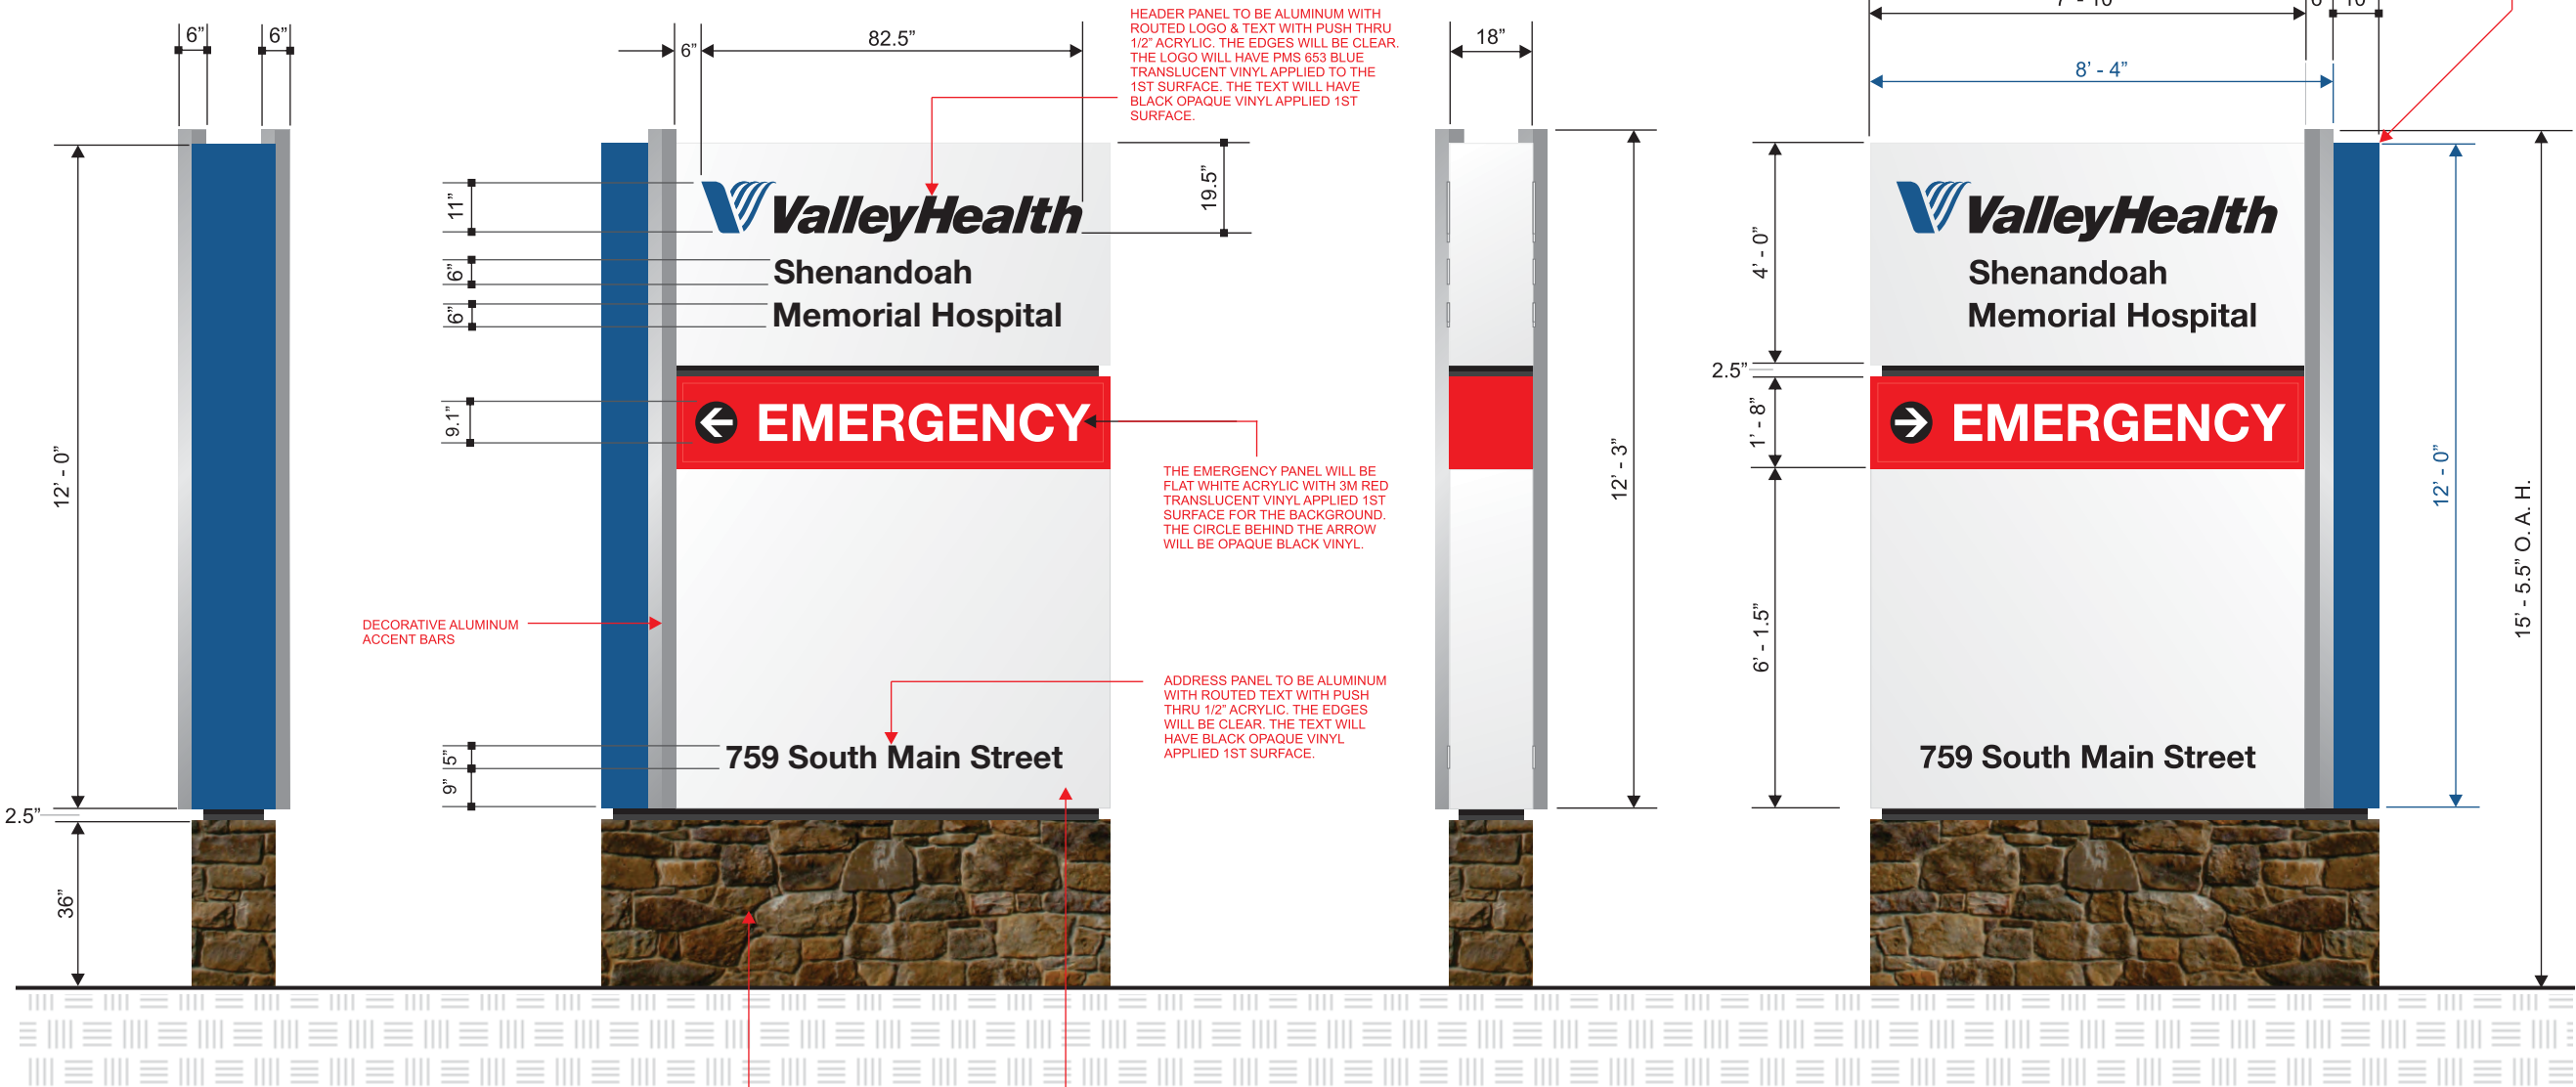 6”
6”
12’ - 0”
2.5”
36”
6”
82.5”
HEADER PANEL TO BE ALUMINUM WITH
ROUTED LOGO & TEXT WITH PUSH THRU
1/2” ACRYLIC. THE EDGES WILL BE CLEAR.
THE LOGO WILL HAVE PMS 653 BLUE
TRANSLUCENT VINYL APPLIED TO THE
1ST SURFACE. THE TEXT WILL HAVE
BLACK OPAQUE VINYL APPLIED 1ST
SURFACE.
11”
6”
6”
9.1”
5”
9”
19.5”
ValleyHealth
Shenandoah
Memorial Hospital
EMERGENCY
759 South Main Street
DECORATIVE ALUMINUM
ACCENT BARS
THE EMERGENCY PANEL WILL BE
FLAT WHITE ACRYLIC WITH 3M RED
TRANSLUCENT VINYL APPLIED 1ST
SURFACE FOR THE BACKGROUND.
THE CIRCLE BEHIND THE ARROW
WILL BE OPAQUE BLACK VINYL.
ADDRESS PANEL TO BE ALUMINUM
WITH ROUTED TEXT WITH PUSH
THRU 1/2” ACRYLIC. THE EDGES
WILL BE CLEAR. THE TEXT WILL
HAVE BLACK OPAQUE VINYL
APPLIED 1ST SURFACE.
18”
12’ - 3”
8’ - 4”
4’ - 0”
2.5”
1’ - 8”
6’ - 1.5”
ValleyHealth
Shenandoah
Memorial Hospital
EMERGENCY
759 South Main Street
12’ - 0”
15’ - 5.5” O. A. H.